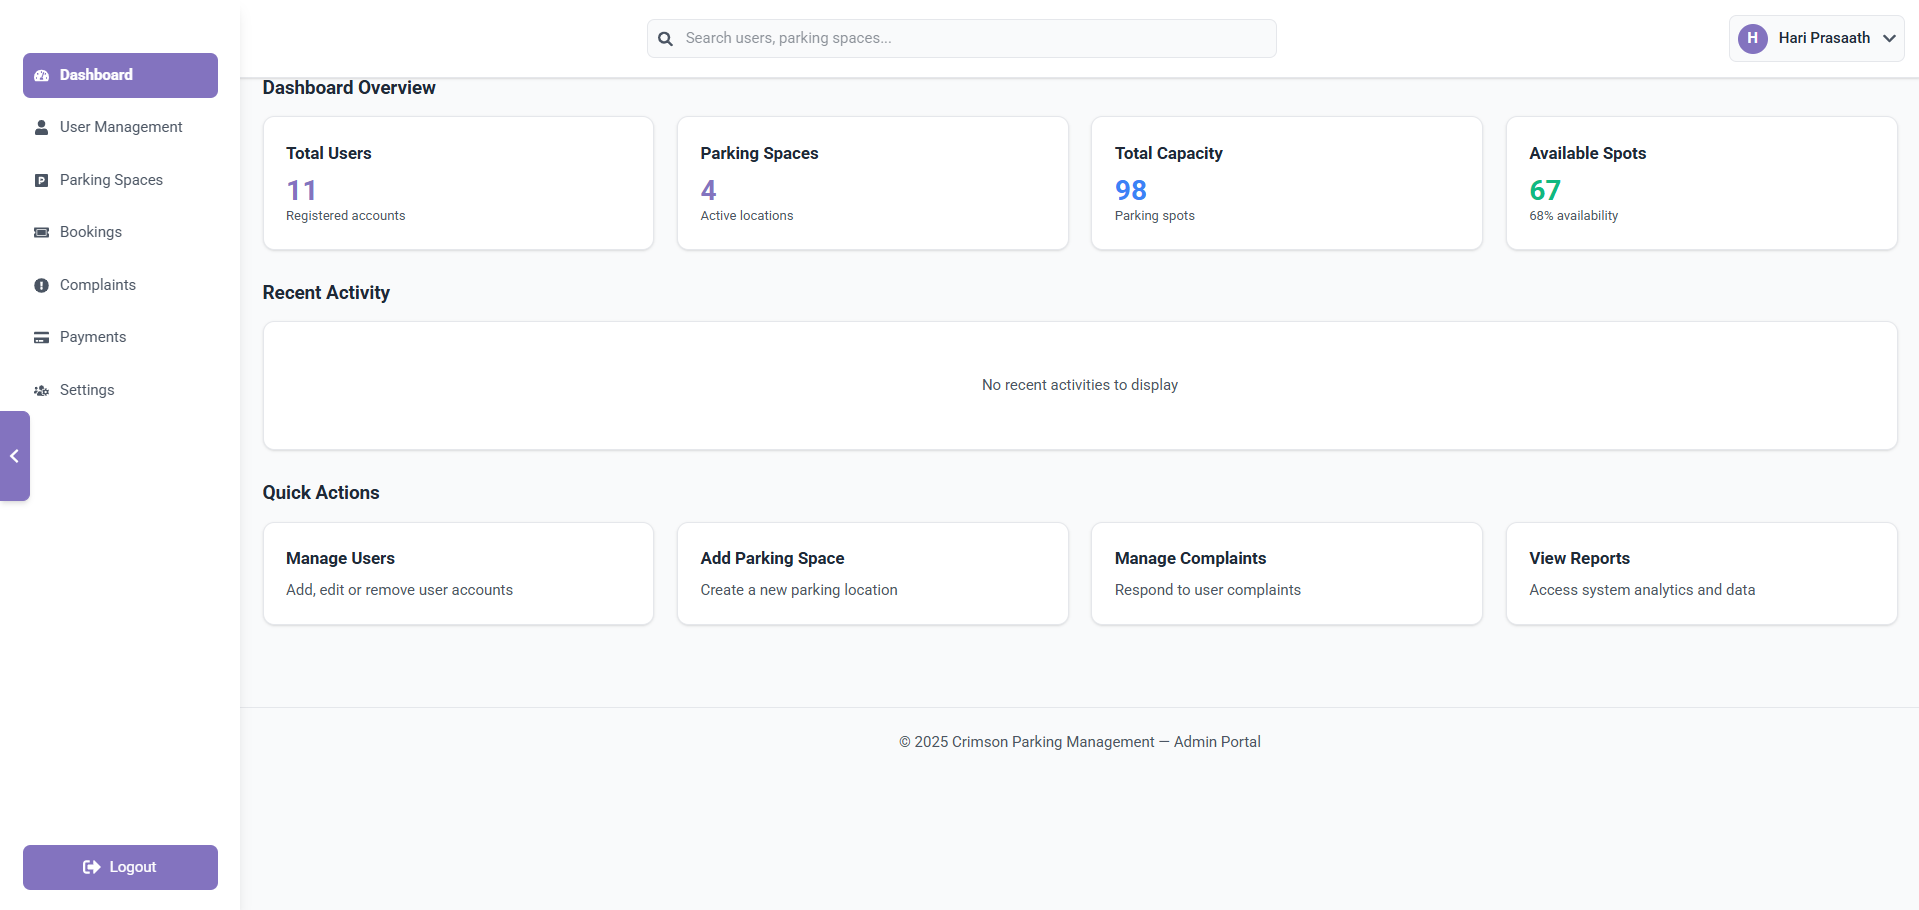 Search users, parking spaces...
H
Hari Prasaath
Dashboard
User Management
Parking Spaces
Bookings
Complaints
Payments
Settings
Logout
Dashboard Overview
Total Users
11
Registered accounts
Parking Spaces
4
Active locations
Total Capacity
98
Parking spots
Available Spots
67
68% availability
Recent Activity
No recent activities to display
Quick Actions
Manage Users
Add, edit or remove user accounts
Add Parking Space
Create a new parking location
Manage Complaints
Respond to user complaints
View Reports
Access system analytics and data
© 2025 Crimson Parking Management — Admin Portal